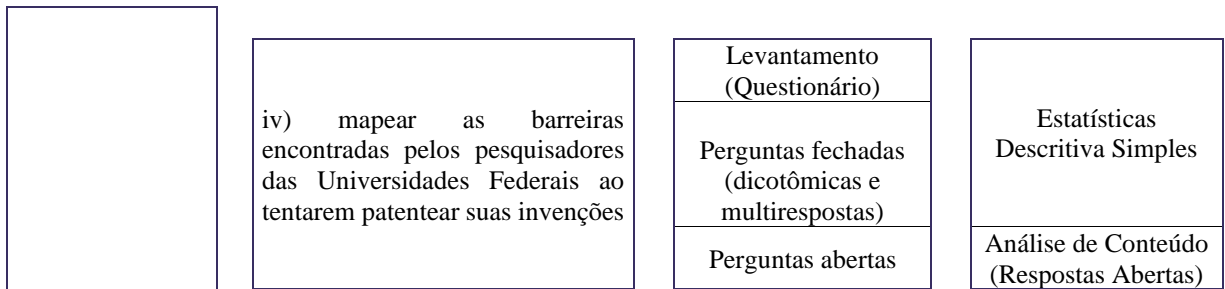 iv) mapear as barreiras
encontradas pelos pesquisadores
das Universidades Federais ao
tentarem patentear suas invenções
Levantamento
(Questionário)
Perguntas fechadas
(dicotômicas e
multirespostas)
Perguntas abertas
Estatísticas
Descritiva Simples
Análise de Conteúdo
(Respostas Abertas)